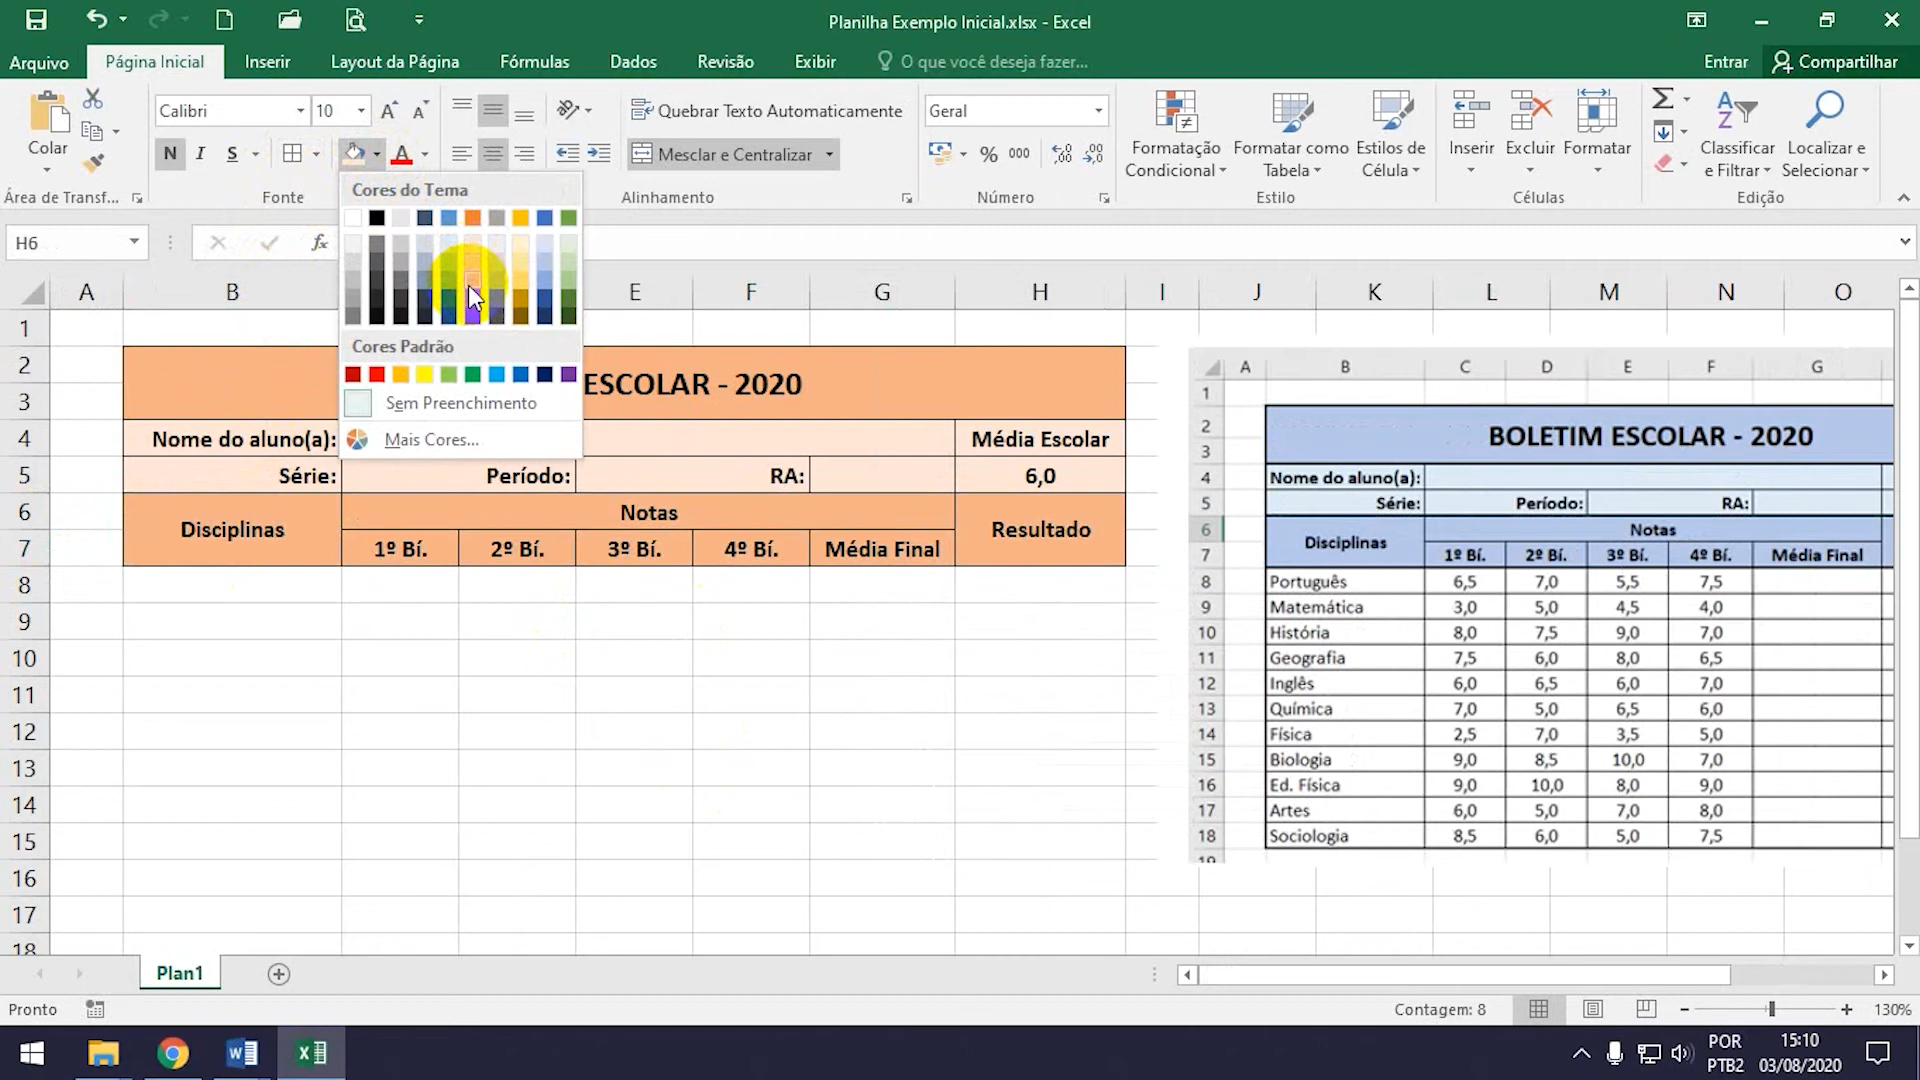 Planilha Exemplo Inicial.xlsx - Excel
Arquivo Página Inicial Inserir Layout da Página Fórmulas Dados Revisão Exibir O que você deseja fazer... Entrar Compartilhar
Calibri 10 Quebrar Texto Automaticamente Geral
Colar N I S A Mesclar e Centralizar % 000
Formatação Condicional Formatar como Tabela Estilos de Célula Inserir Excluir Formatar Classificar e Filtrar Localizar e Selecionar
Área de Transf... Fonte Alinhamento Número Estilo Células Edição
Cores do Tema
Cores Padrão
Sem Preenchimento
Mais Cores...
H6 fx
A B E F G H I J K L M N O
1
2
3
ESCOLAR - 2020
4 Nome do aluno(a): Média Escolar
5 Série: Período: RA: 6,0
6 Disciplinas Notas Resultado
7 1º Bí. 2º Bí. 3º Bí. 4º Bí. Média Final
8
9
10
11
12
13
14
15
16
17
18
A B C D E F G
1
2 BOLETIM ESCOLAR - 2020
3
4 Nome do aluno(a):
5 Série: Período: RA:
6 Disciplinas Notas
7 1º Bí. 2º Bí. 3º Bí. 4º Bí. Média Final
8 Português 6,5 7,0 5,5 7,5
9 Matemática 3,0 5,0 4,5 4,0
10 História 8,0 7,5 9,0 7,0
11 Geografia 7,5 6,0 8,0 6,5
12 Inglês 6,0 6,5 6,0 7,0
13 Química 7,0 5,0 6,5 6,0
14 Física 2,5 7,0 3,5 5,0
15 Biologia 9,0 8,5 10,0 7,0
16 Ed. Física 9,0 10,0 8,0 9,0
17 Artes 6,0 5,0 7,0 8,0
18 Sociologia 8,5 6,0 5,0 7,5
19
Plan1
Pronto Contagem: 8 130%
POR 15:10
PTB2 03/08/2020